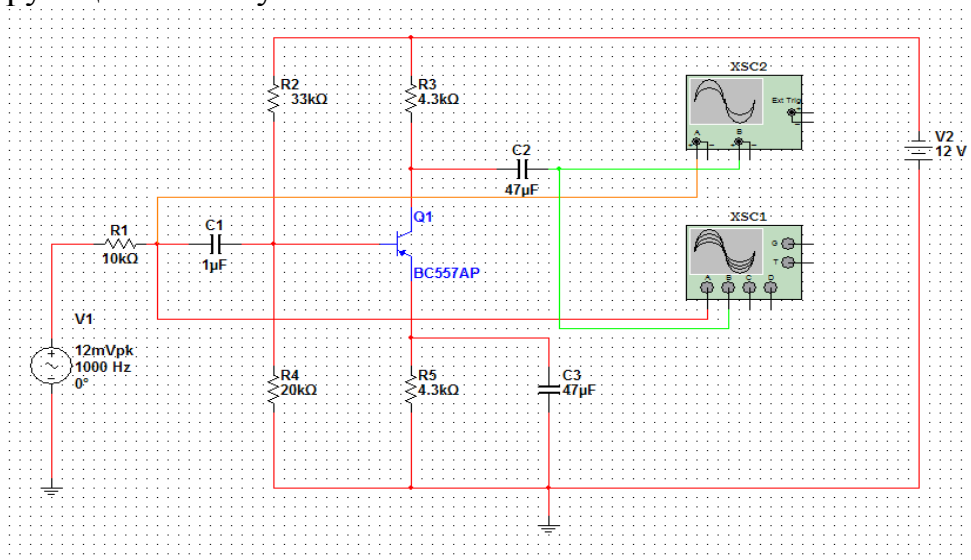 XSC2
R2
33kΩ
R3
4.3kΩ
Ext Trig
+
−
A
B
+ − + −
V2
12 V
C2
47µF
Q1
BC557AP
XSC1
G
T
A B C D
R1
10kΩ
C1
1µF
V1
12mVpk
1000 Hz
0°
R4
20kΩ
R5
4.3kΩ
C3
47µF